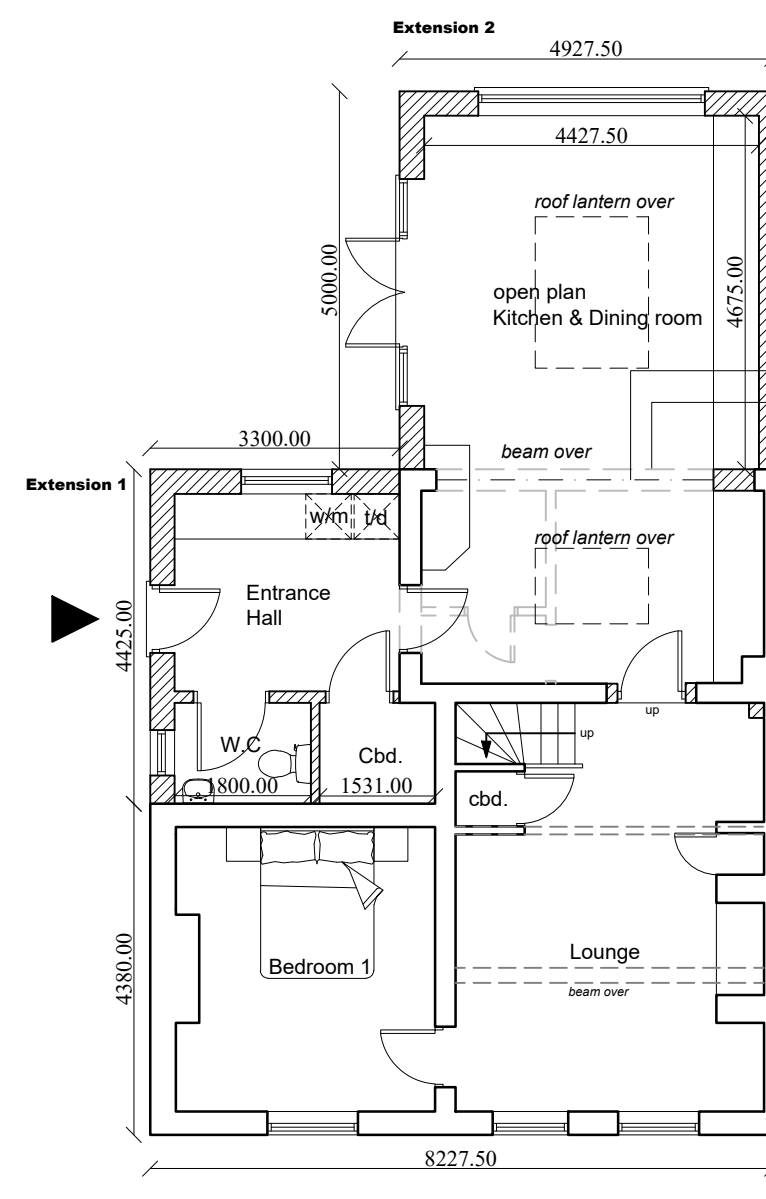 Extension 2
4927.50
4427.50
roof lantern over
5000.00
4675.00
open plan
Kitchen & Dining room
3300.00
beam over
Extension 1
w/m
t/d
roof lantern over
Entrance
Hall
4425.00
up
up
W.C
Cbd.
1800.00
1531.00
cbd.
4380.00
Lounge
Bedroom 1
beam over
8227.50